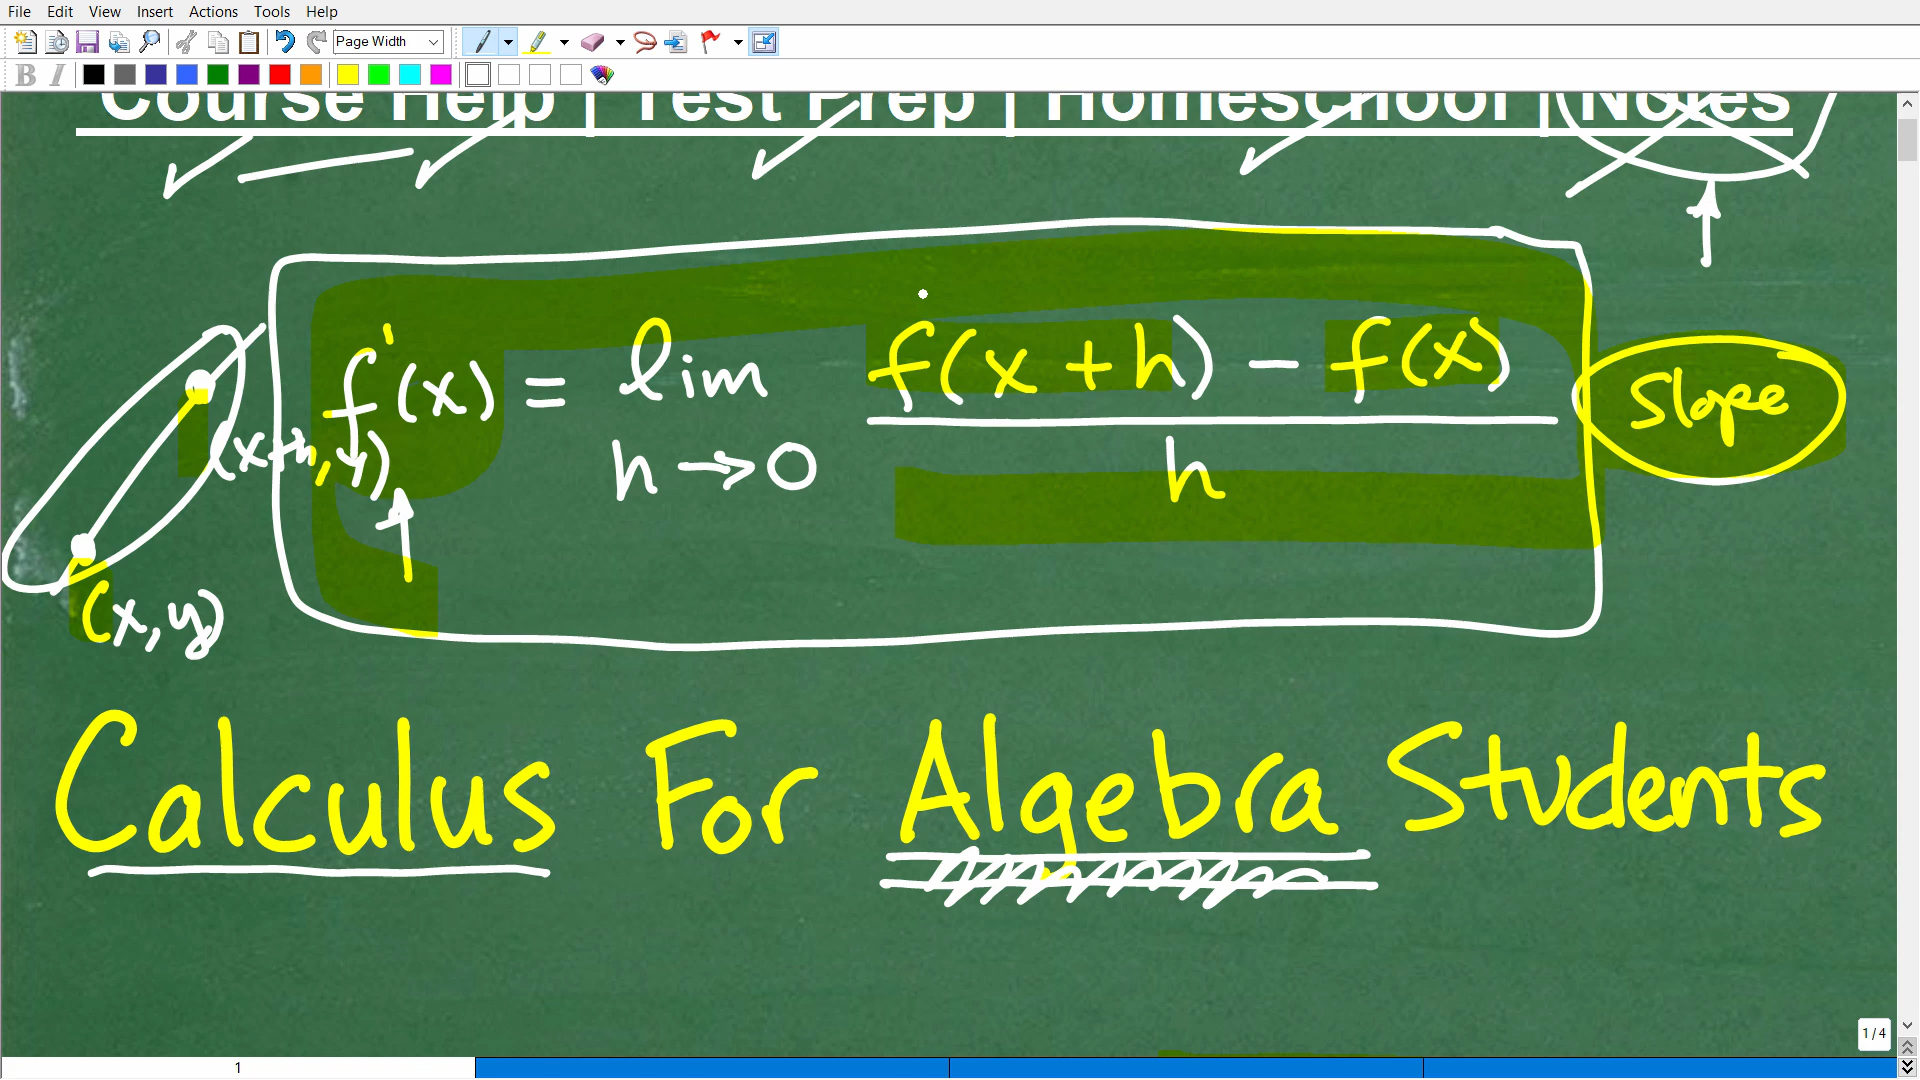 File Edit View Insert Actions Tools Help
Page Width
B I
Course Help | Test Prep | Homeschool | Notes
f'(x) = lim f(x+h) - f(x)
h→0 h
Slope
(x+h, y)
(x, y)
Calculus For Algebra Students
1 / 4
1